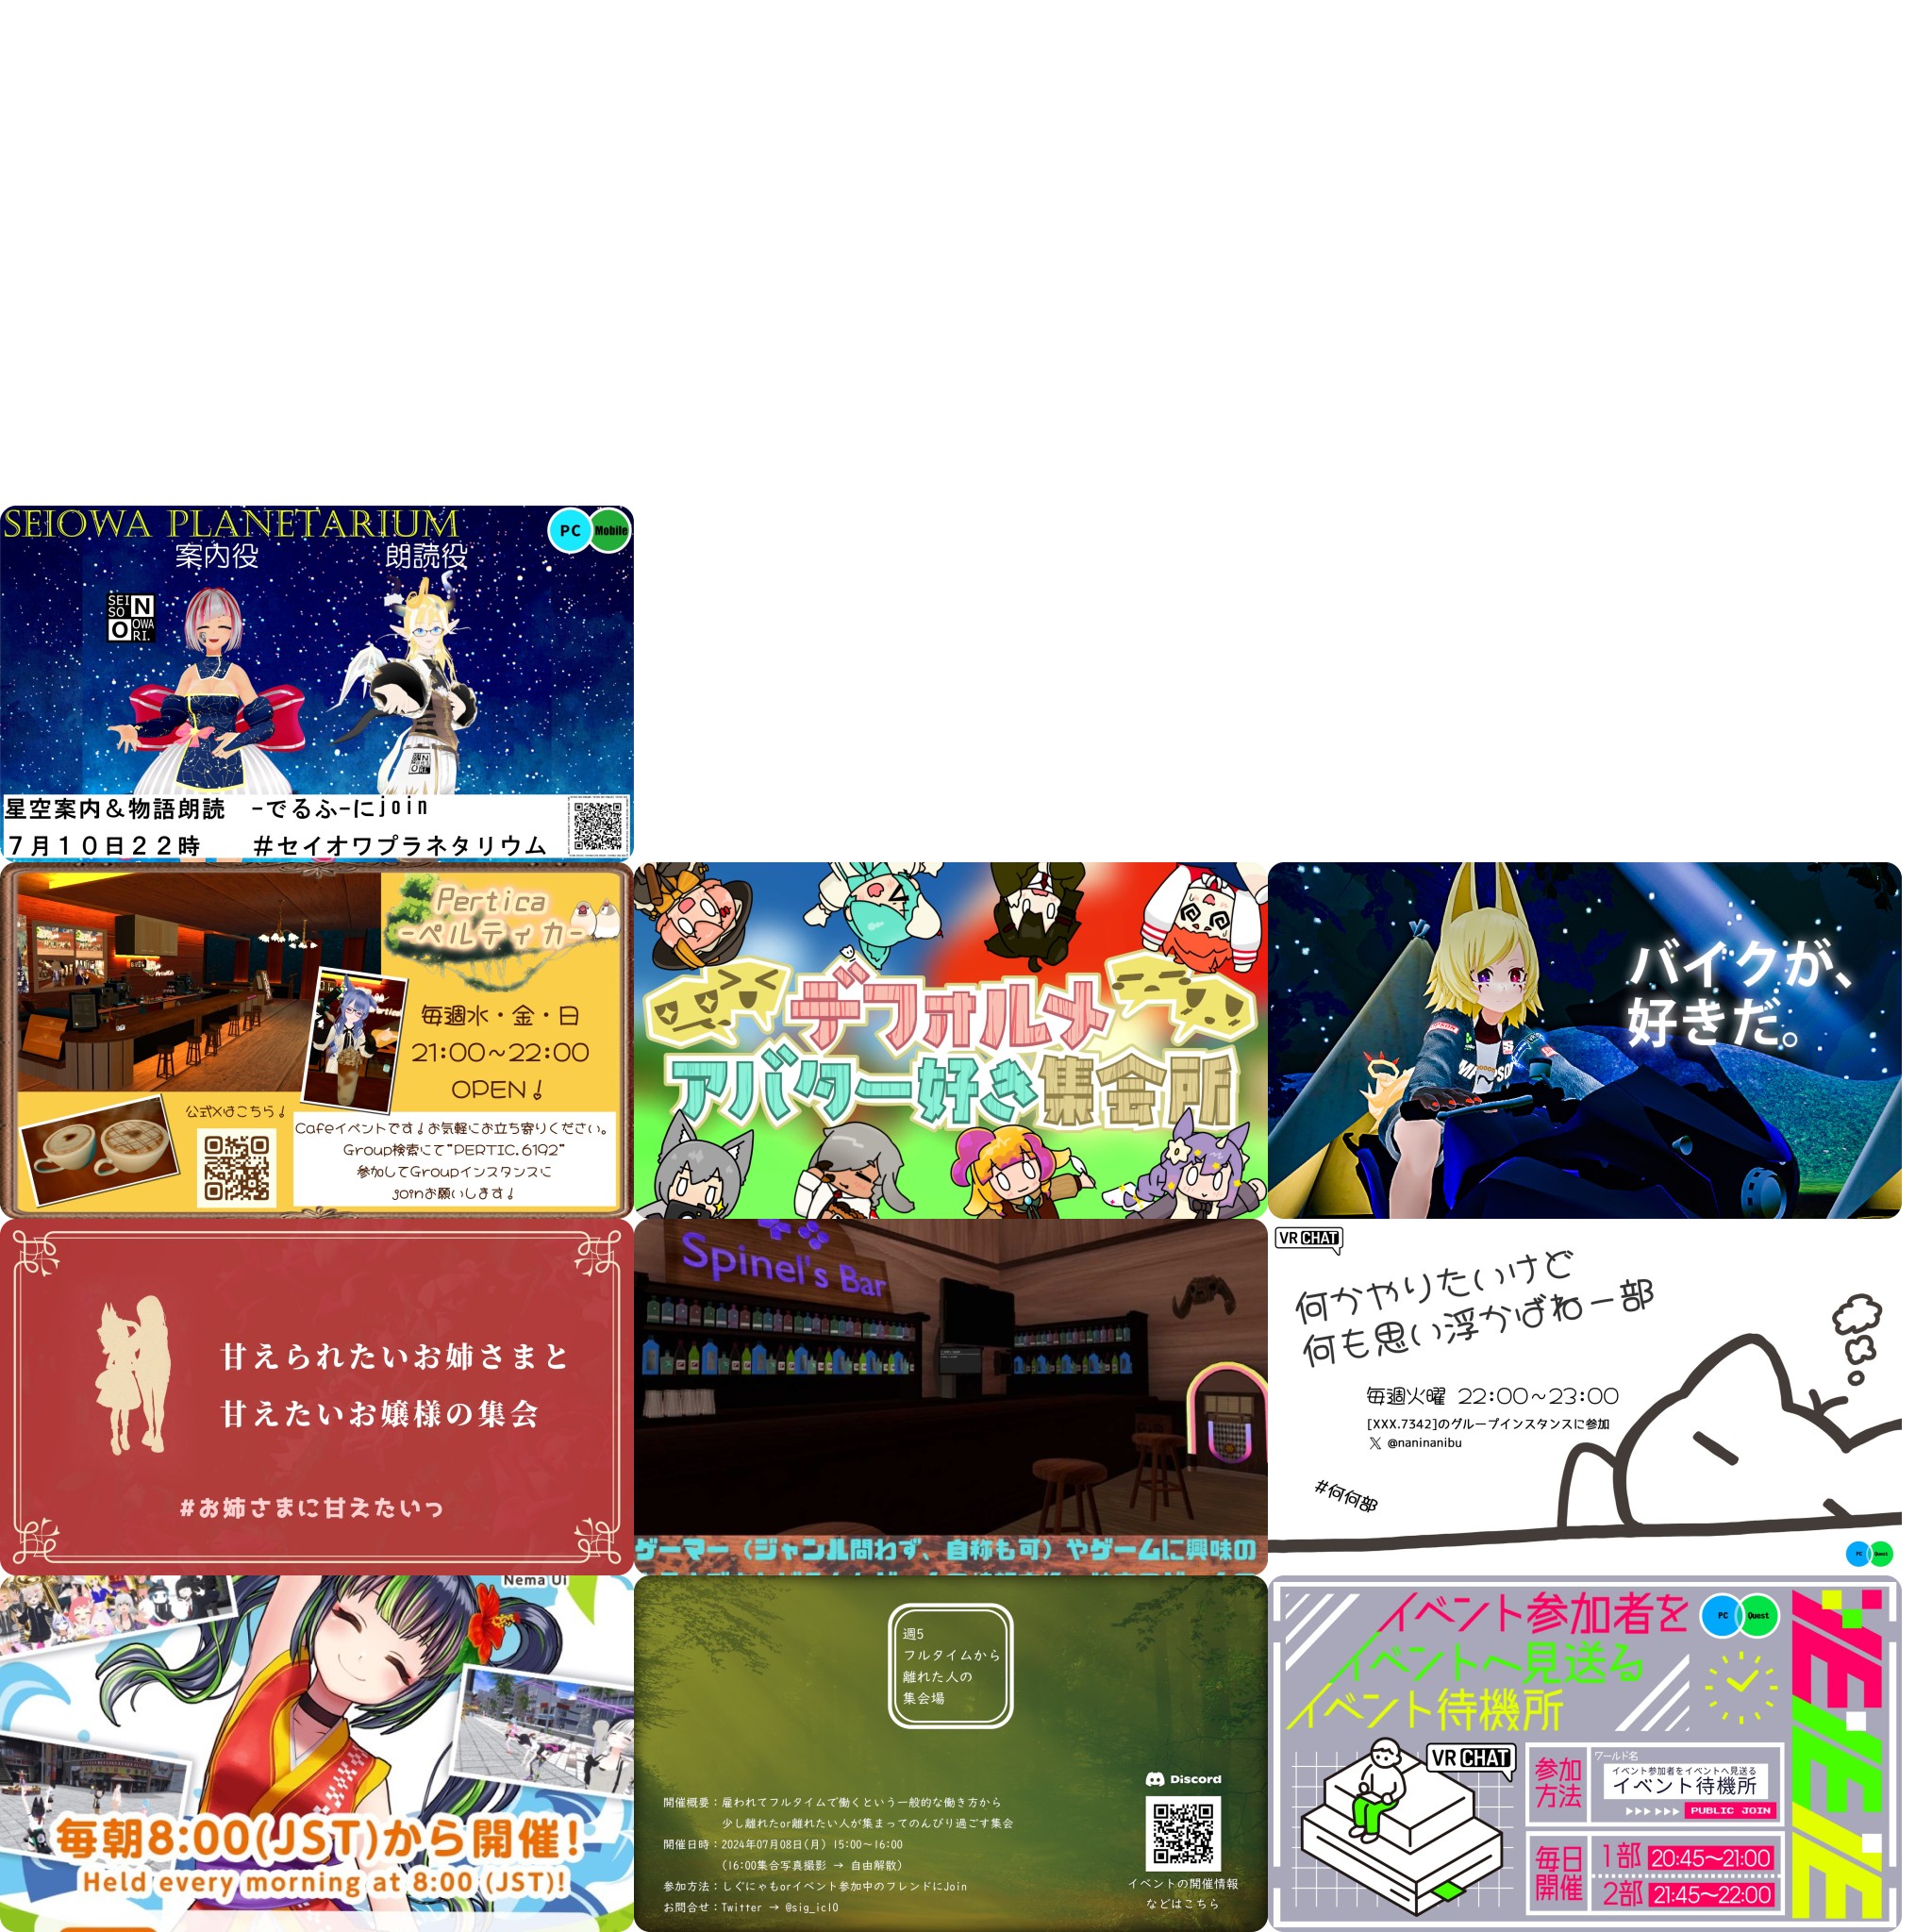 SEIOWA PLANETARIUM
PC
Mobile
案内役
朗読役
SEI
SO
N
O
OWA
RI.
星空案内＆物語朗読　-でるふ-にjoin
７月１０日２２時　　＃セイオワプラネタリウム
Pertica
-ペルティカ-
毎週水・金・日
21:00~22:00
OPEN！
公式Xはこちら！
Cafeイベントです！お気軽にお立ち寄りください。
Group検索にて"PERTIC.6192"
参加してGroupインスタンスに
joinお願いします！
デフォルメ
アバター好き集会所
バイクが、
好きだ。
甘えられたいお姉さまと
甘えたいお嬢様の集会
#お姉さまに甘えたいっ
Spinel's Bar
ゲーマー（ジャンル問わず、自称も可）やゲームに興味の
VRCHAT
何かやりたいけど
何も思い浮かばねー部
毎週火曜 22:00~23:00
[XXX.7342]のグループインスタンスに参加
X @naninanibu
#何何部
PC
Quest
Nema Ui
毎朝8:00(JST)から開催!
Held every morning at 8:00 (JST)!
週5
フルタイムから
離れた人の
集会場
Discord
開催概要：雇われてフルタイムで働くという一般的な働き方から
少し離れたor離れたい人が集まってのんびり過ごす集会
開催日時：2024年07月08日(月) 15:00~16:00
(16:00集合写真撮影 → 自由解散)
参加方法：しぐにゃもorイベント参加中のフレンドにJoin
お問合せ：Twitter → @sig_icl0
イベントの開催情報
などはこちら
イベント参加者を
イベントへ見送る
イベント待機所
PC
Quest
VRCHAT
参加
方法
ワールド名
イベント参加者をイベントへ見送る
イベント待機所
PUBLIC JOIN
毎日
開催
1部 20:45~21:00
2部 21:45~22:00